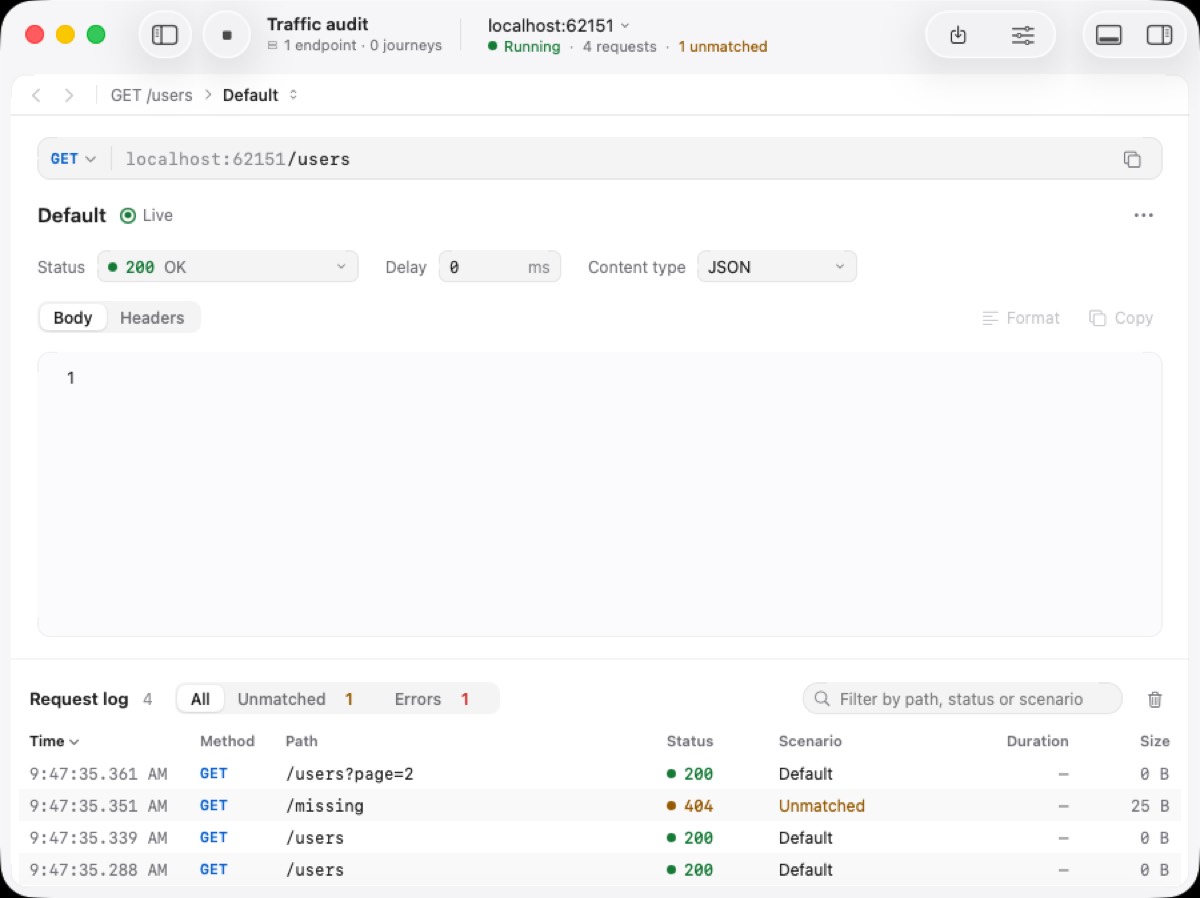 Traffic audit
1 endpoint · 0 journeys
localhost:62151
Running · 4 requests · 1 unmatched
GET /users > Default
GET localhost:62151/users
Default Live
Status 200 OK Delay 0 ms Content type JSON
Body Headers Format Copy
1
Request log 4 All Unmatched 1 Errors 1 Filter by path, status or scenario
Time Method Path Status Scenario Duration Size
9:47:35.361 AM GET /users?page=2 200 Default – 0 B
9:47:35.351 AM GET /missing 404 Unmatched – 25 B
9:47:35.339 AM GET /users 200 Default – 0 B
9:47:35.288 AM GET /users 200 Default – 0 B